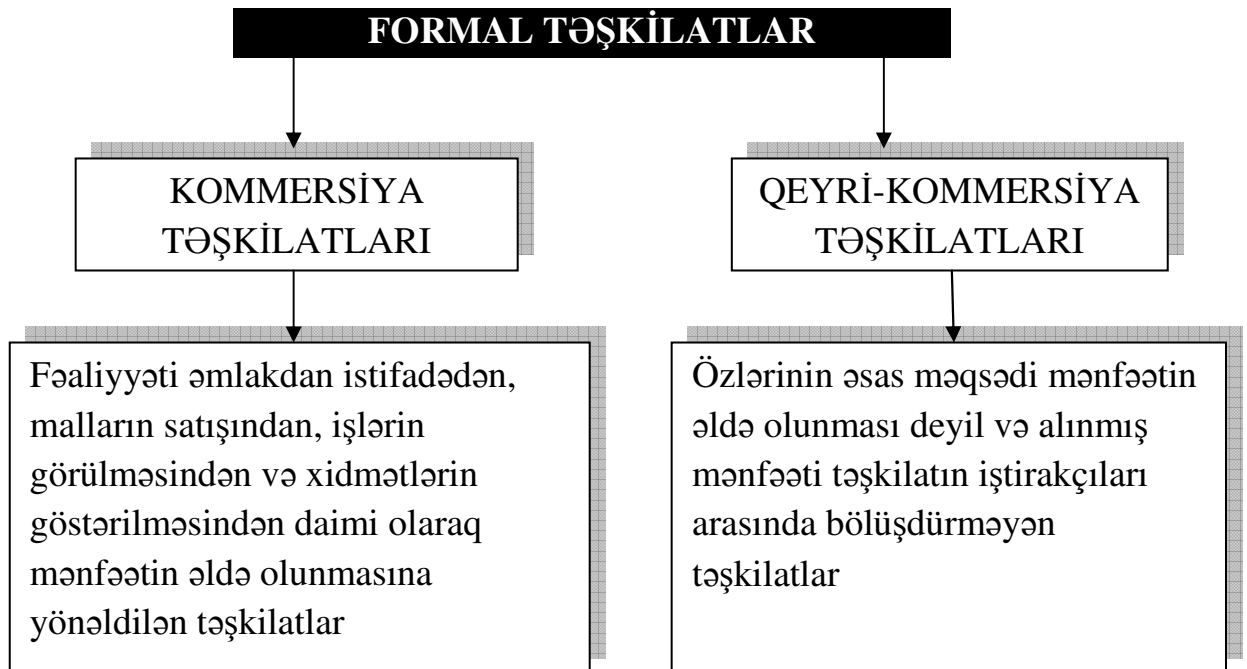 FORMAL TƏŞKİLATLAR
KOMMERSİYA
TƏŞKİLATLARI
QEYRİ-KOMMERSİYA
TƏŞKİLATLARI
Fəaliyyəti əmlakdan istifadədən,
malların satışından, işlərin
görülməsindən və xidmətlərin
göstərilməsindən daimi olaraq
mənfəətin əldə olunmasına
yönəldilən təşkilatlar
Özlərinin əsas məqsədi mənfəətin
əldə olunması deyil və alınmış
mənfəəti təşkilatın iştirakçıları
arasında bölüşdürməyən
təşkilatlar